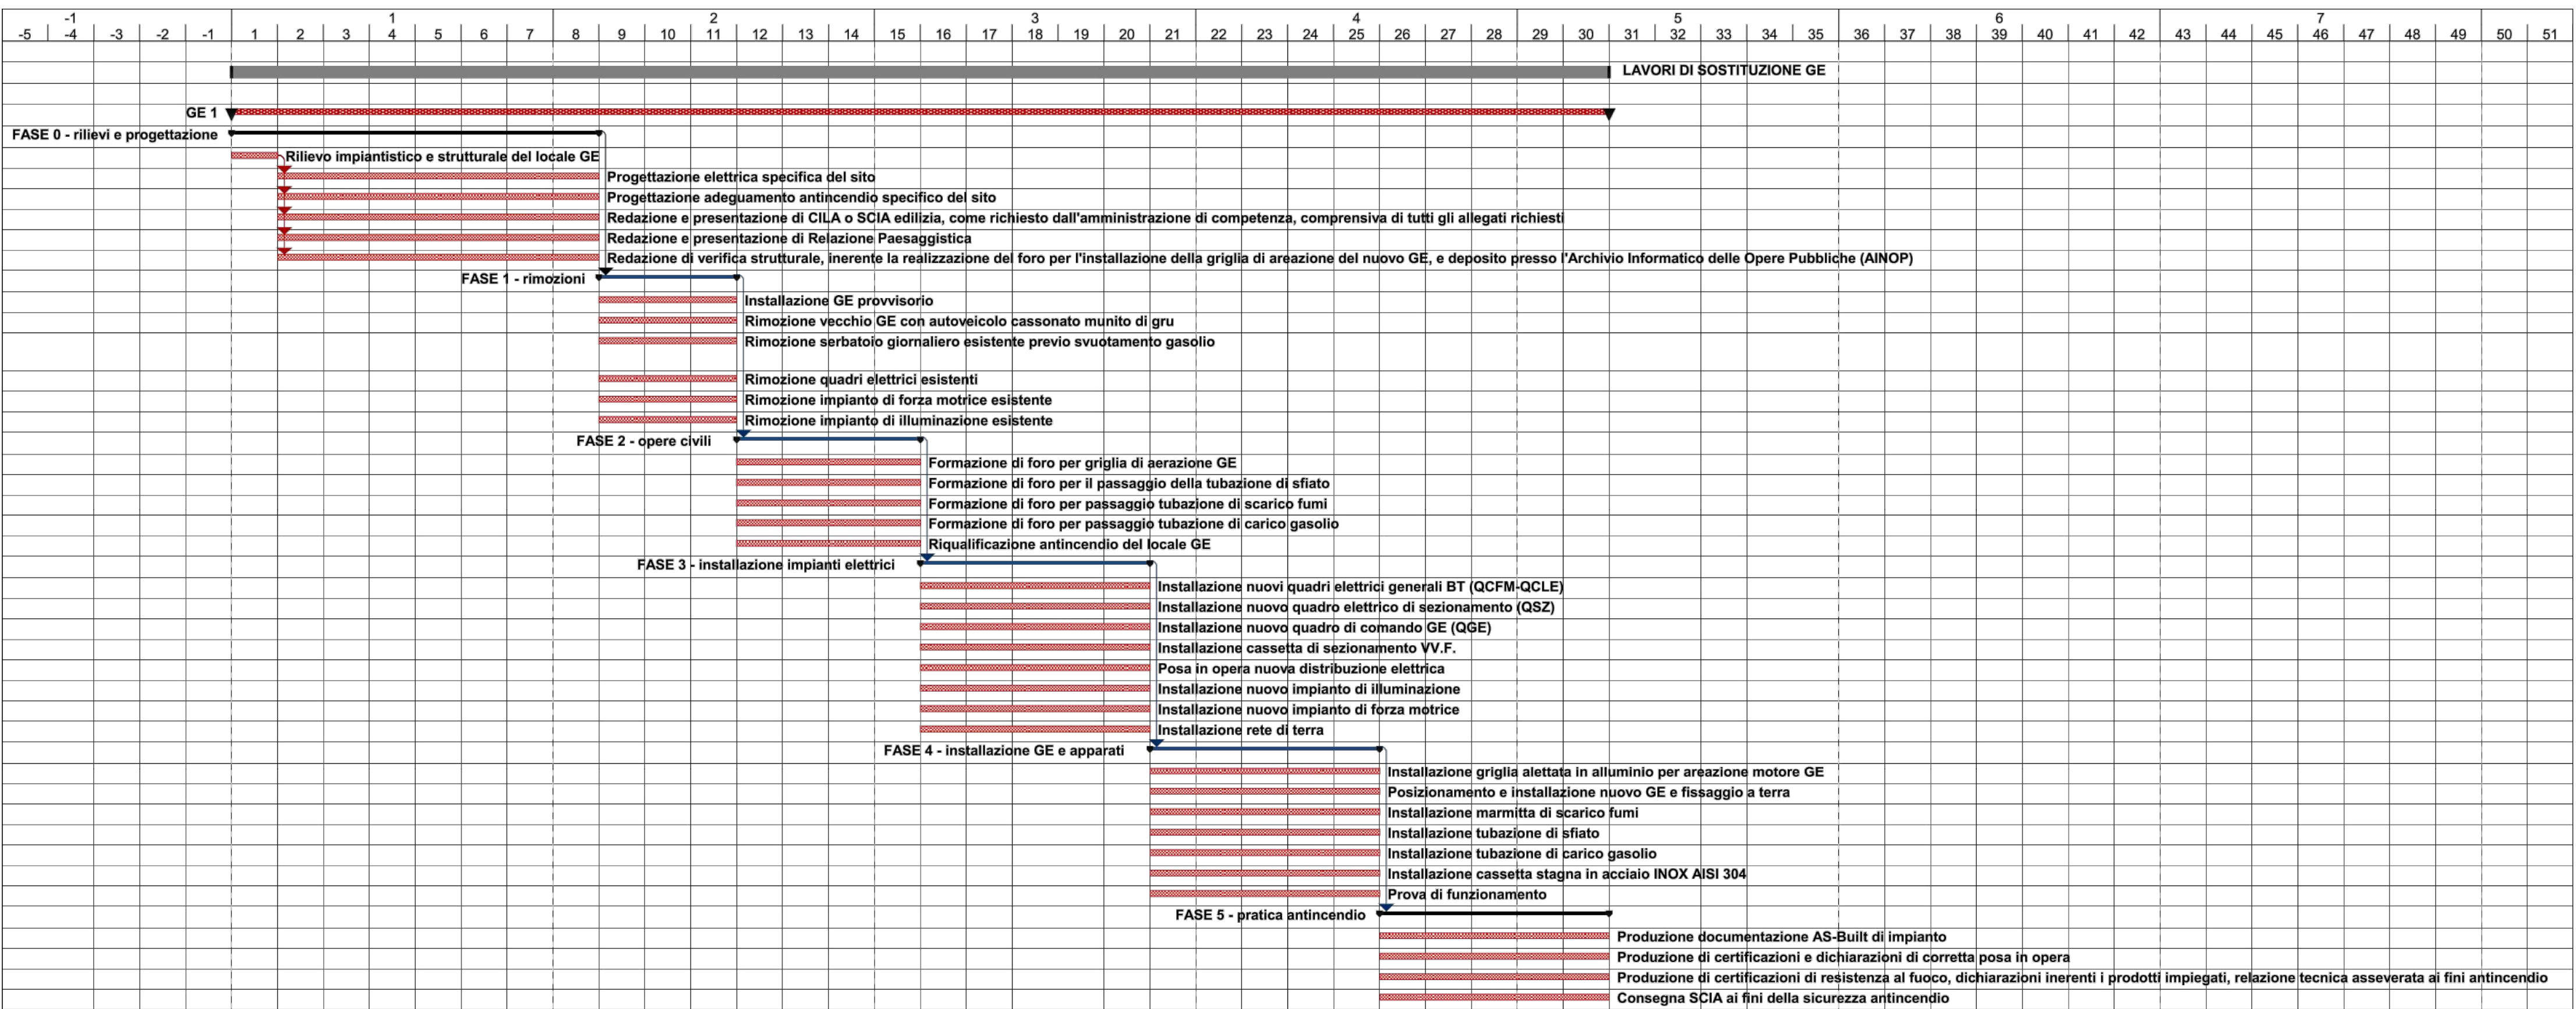 -1 1 2 3 4 5 6 7
-5 -4 -3 -2 -1 1 2 3 4 5 6 7 8 9 10 11 12 13 14 15 16 17 18 19 20 21 22 23 24 25 26 27 28 29 30 31 32 33 34 35 36 37 38 39 40 41 42 43 44 45 46 47 48 49 50 51
LAVORI DI SOSTITUZIONE GE
GE 1
FASE 0 - rilievi e progettazione
Rilievo impiantistico e strutturale del locale GE
Progettazione elettrica specifica del sito
Progettazione adeguamento antincendio specifico del sito
Redazione e presentazione di CILA o SCIA edilizia, come richiesto dall'amministrazione di competenza, comprensiva di tutti gli allegati richiesti
Redazione e presentazione di Relazione Paesaggistica
Redazione di verifica strutturale, inerente la realizzazione del foro per l'installazione della griglia di areazione del nuovo GE, e deposito presso l'Archivio Informatico delle Opere Pubbliche (AINOP)
FASE 1 - rimozioni
Installazione GE provvisorio
Rimozione vecchio GE con autoveicolo cassonato munito di gru
Rimozione serbatoio giornaliero esistente previo svuotamento gasolio
Rimozione quadri elettrici esistenti
Rimozione impianto di forza motrice esistente
Rimozione impianto di illuminazione esistente
FASE 2 - opere civili
Formazione di foro per griglia di aerazione GE
Formazione di foro per il passaggio della tubazione di sfiato
Formazione di foro per passaggio tubazione di scarico fumi
Formazione di foro per passaggio tubazione di carico gasolio
Riqualificazione antincendio del locale GE
FASE 3 - installazione impianti elettrici
Installazione nuovi quadri elettrici generali BT (QCFM-QCLE)
Installazione nuovo quadro elettrico di sezionamento (QSZ)
Installazione nuovo quadro di comando GE (QGE)
Installazione cassetta di sezionamento VV.F.
Posa in opera nuova distribuzione elettrica
Installazione nuovo impianto di illuminazione
Installazione nuovo impianto di forza motrice
Installazione rete di terra
FASE 4 - installazione GE e apparati
Installazione griglia alettata in alluminio per areazione motore GE
Posizionamento e installazione nuovo GE e fissaggio a terra
Installazione marmitta di scarico fumi
Installazione tubazione di sfiato
Installazione tubazione di carico gasolio
Installazione cassetta stagna in acciaio INOX AISI 304
Prova di funzionamento
FASE 5 - pratica antincendio
Produzione documentazione AS-Built di impianto
Produzione di certificazioni e dichiarazioni di corretta posa in opera
Produzione di certificazioni di resistenza al fuoco, dichiarazioni inerenti i prodotti impiegati, relazione tecnica asseverata ai fini antincendio
Consegna SCIA ai fini della sicurezza antincendio